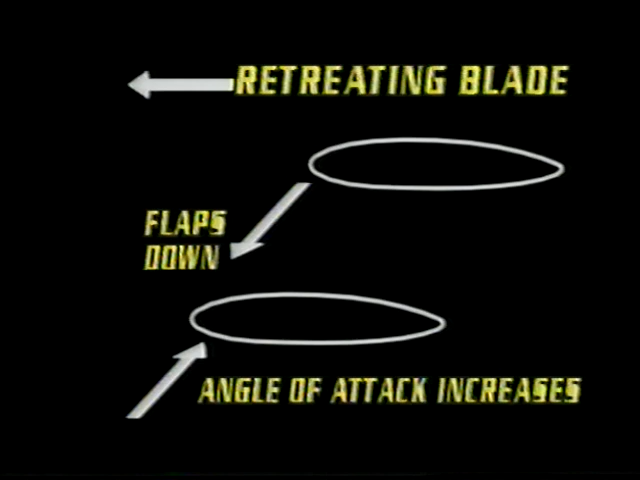 RETREATING BLADE
FLAPS
DOWN
ANGLE OF ATTACK INCREASES